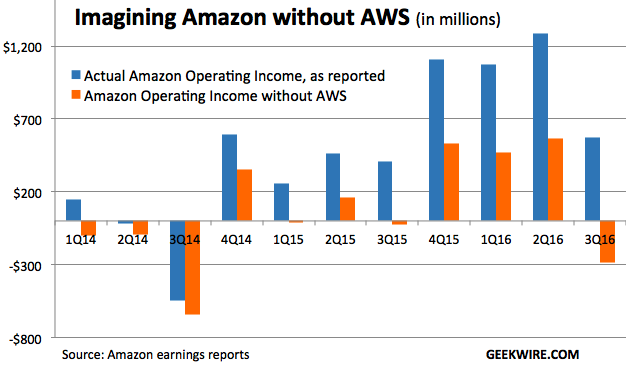 Imagining Amazon without AWS (in millions)
$1,200
Actual Amazon Operating Income, as reported
Amazon Operating Income without AWS
$700
$200
1Q14 2Q14 3Q14 4Q14 1Q15 2Q15 3Q15 4Q15 1Q16 2Q16 3Q16
-$300
-$800
Source: Amazon earnings reports GEEKWIRE.COM